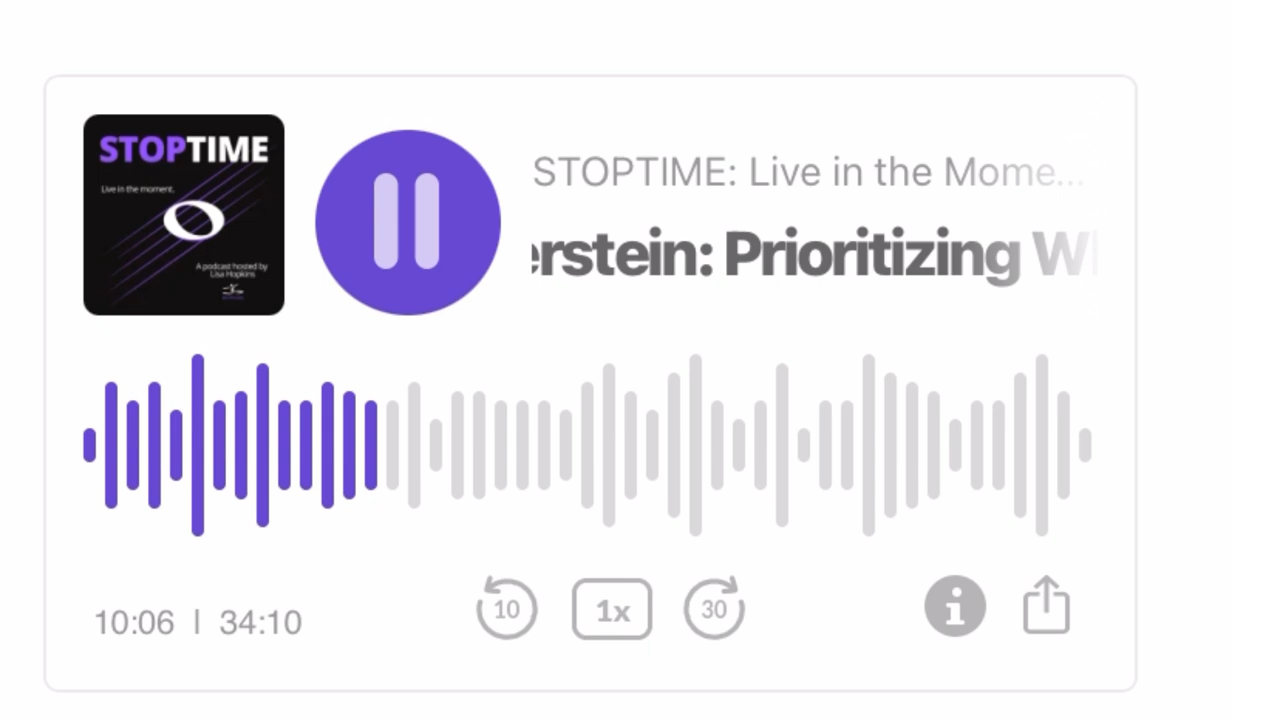 STOPTIME
Live in the moment.
A podcast hosted by
Lisa Hopkins
STOPTIME: Live in the Mome...
erstein: Prioritizing Wh
10:06 | 34:10
10
1x
30
i